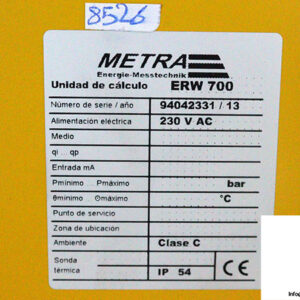 8526
METRA
Energie-Messtechnik
Unidad de cálculo ERW 700
Número de serie / año 94042331 / 13
Alimentación eléctrica 230 V AC
Medio
qi ... qp
Entrada mA
Pmínimo Pmáximo bar
Θmínimo Θmáximo °C
Punto de servicio
Zona de ubicación
Ambiente Clase C
Sonda térmica IP 54 CE